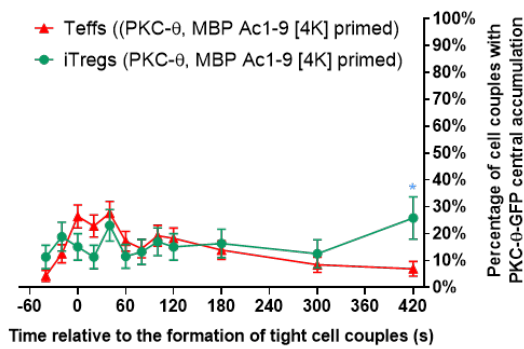 Teffs ((PKC-θ, MBP Ac1-9 [4K] primed)
iTregs (PKC-θ, MBP Ac1-9 [4K] primed)
100%
90%
80%
70%
60%
50%
40%
30%
20%
10%
0%
*
Percentage of cell couples with
PKC-θ-GFP central accumulation
-60 0 60 120 180 240 300 360 420
Time relative to the formation of tight cell couples (s)